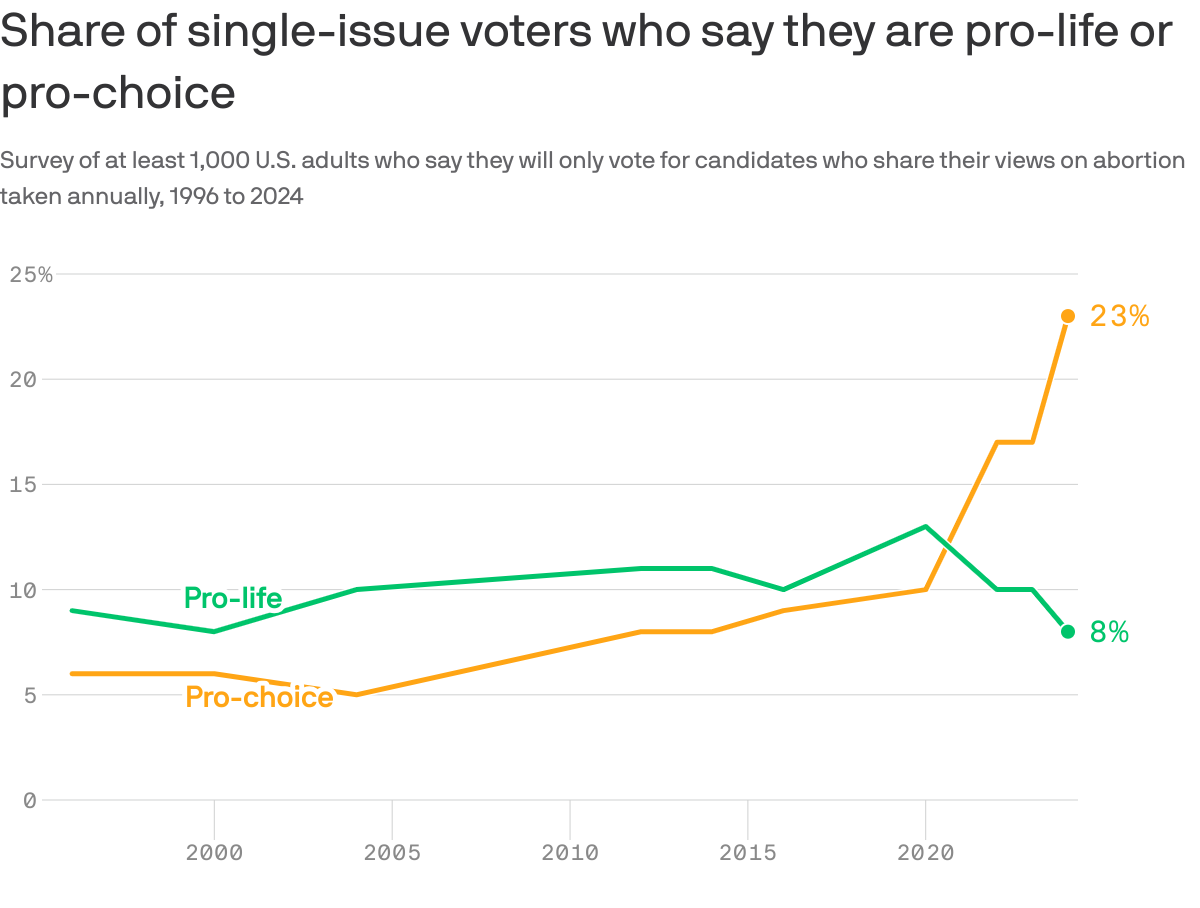 Share of single-issue voters who say they are pro-life or
pro-choice
Survey of at least 1,000 U.S. adults who say they will only vote for candidates who share their views on abortion
taken annually, 1996 to 2024
25%
23%
20
15
10
Pro-life
8%
5
Pro-choice
0
2000 2005 2010 2015 2020